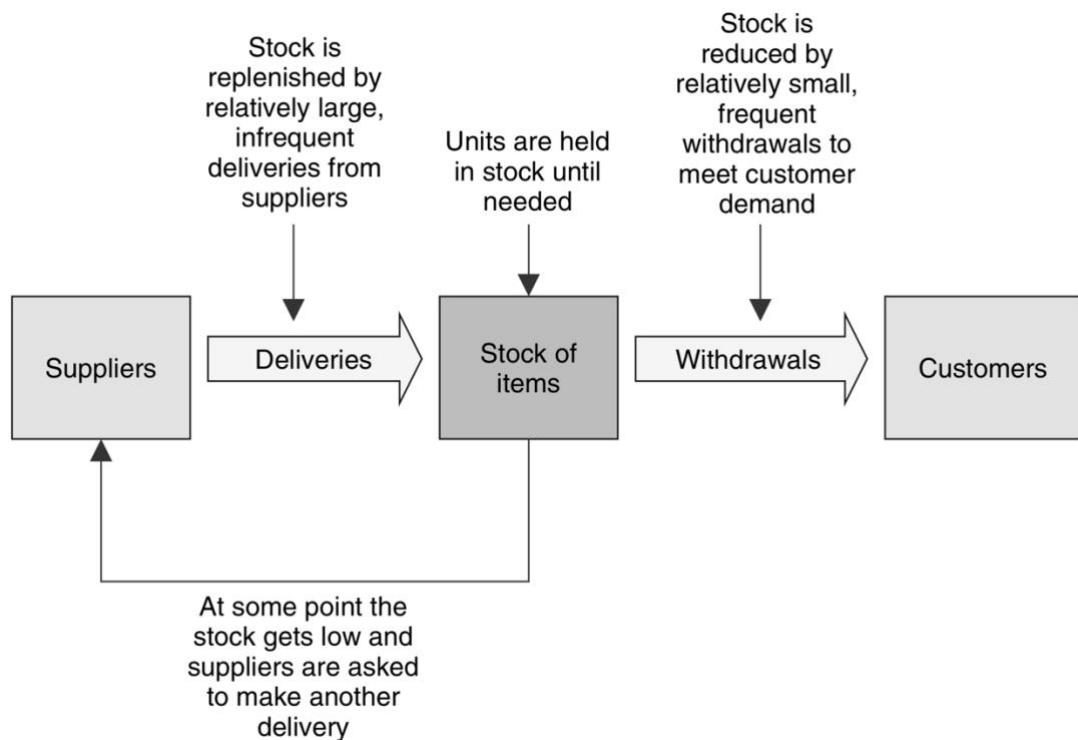 Stock is
replenished by
relatively large,
infrequent
deliveries from
suppliers
Units are held
in stock until
needed
Stock is
reduced by
relatively small,
frequent
withdrawals to
meet customer
demand
Suppliers
Deliveries
Stock of
items
Withdrawals
Customers
At some point the
stock gets low and
suppliers are asked
to make another
delivery